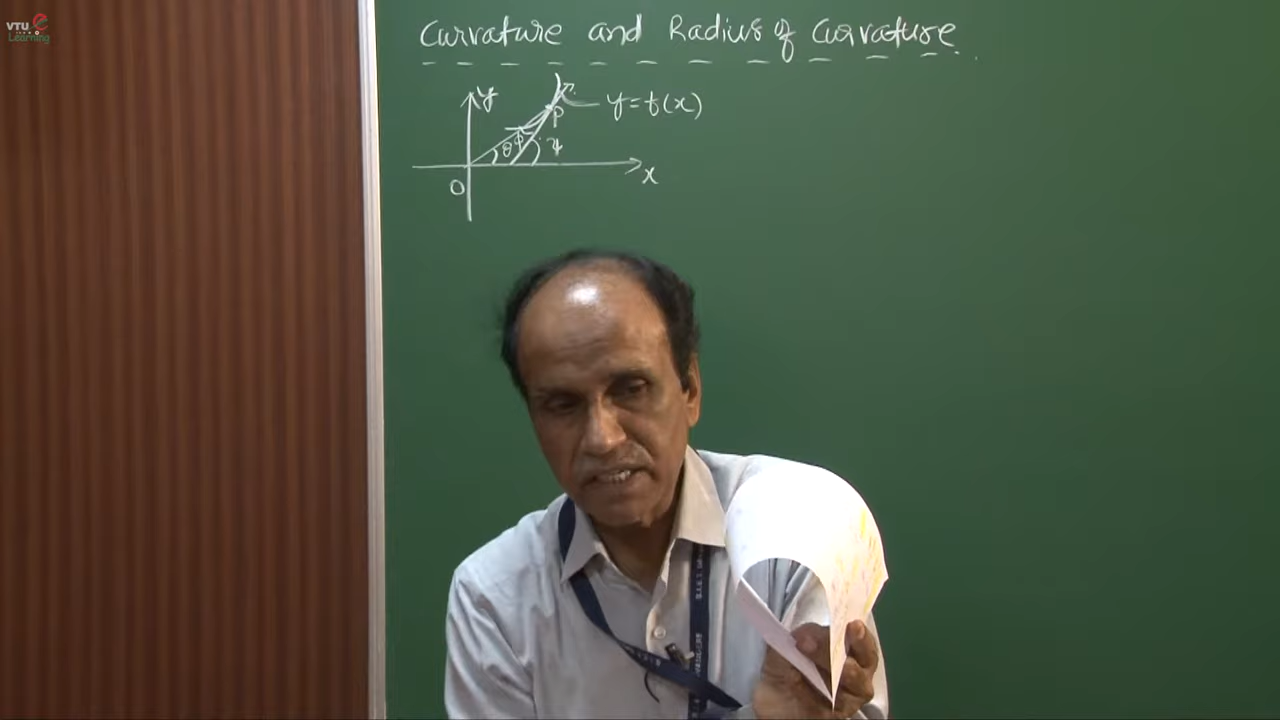 VTU e
Learning
Curvature and Radius of Curvature.
y
y=f(x)
P
θ φ ψ
x
O